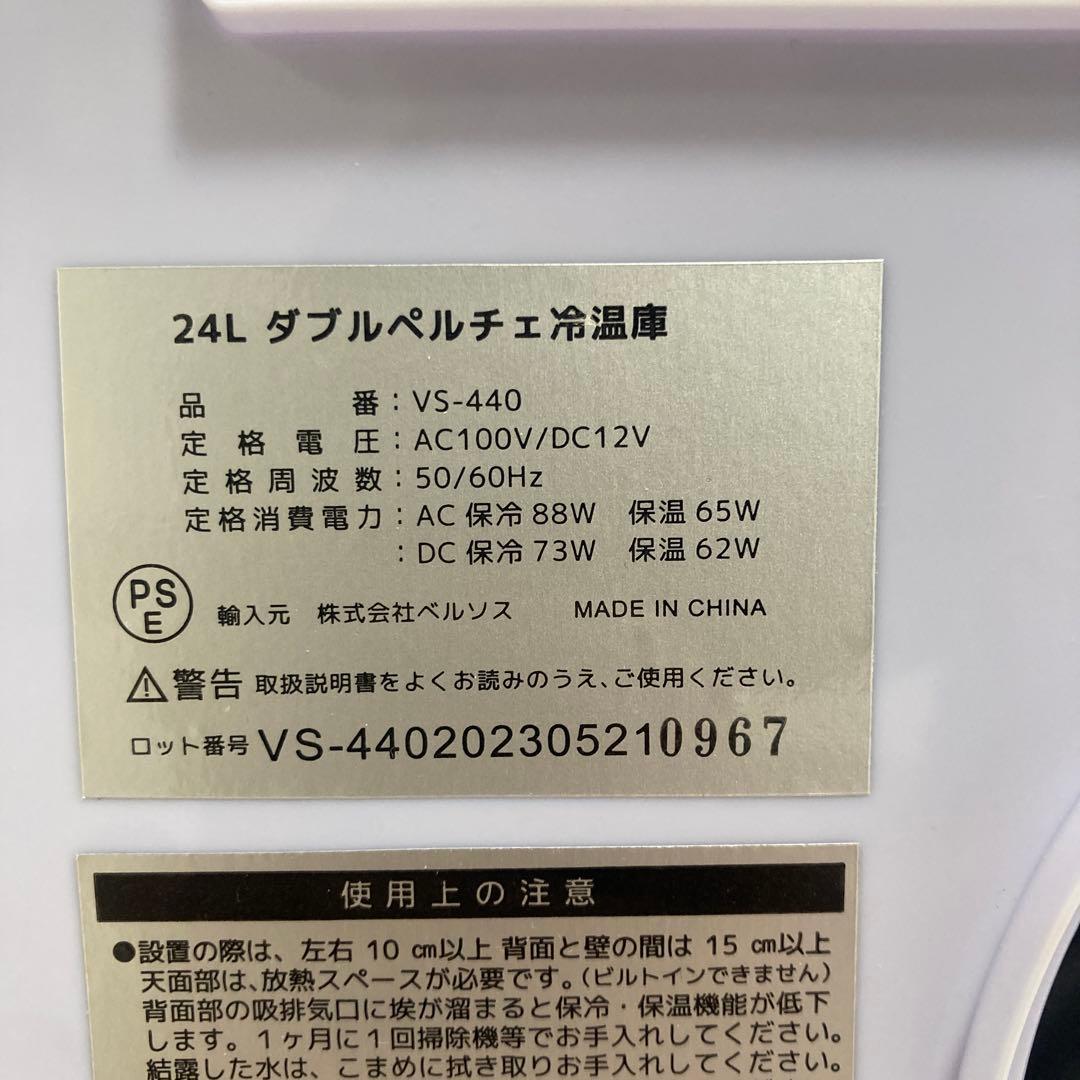 24L ダブルペルチェ冷温庫
品番：VS-440
定格電圧：AC100V/DC12V
定格周波数：50/60Hz
定格消費電力：AC 保冷 88W 保温 65W
：DC 保冷 73W 保温 62W
PSE
輸入元 株式会社ベルソス MADE IN CHINA
警告 取扱説明書をよくお読みのうえ、ご使用ください。
ロット番号 VS-440202305210967
使用上の注意
●設置の際は、左右 10 ㎝以上 背面と壁の間は 15 ㎝以上
天面部は、放熱スペースが必要です。（ビルトインできません）
背面部の吸排気口に埃が溜まると保冷・保温機能が低下
します。1ヶ月に1回掃除機等でお手入れしてください。
結露した水は、こまめに拭き取りお手入れしてください。